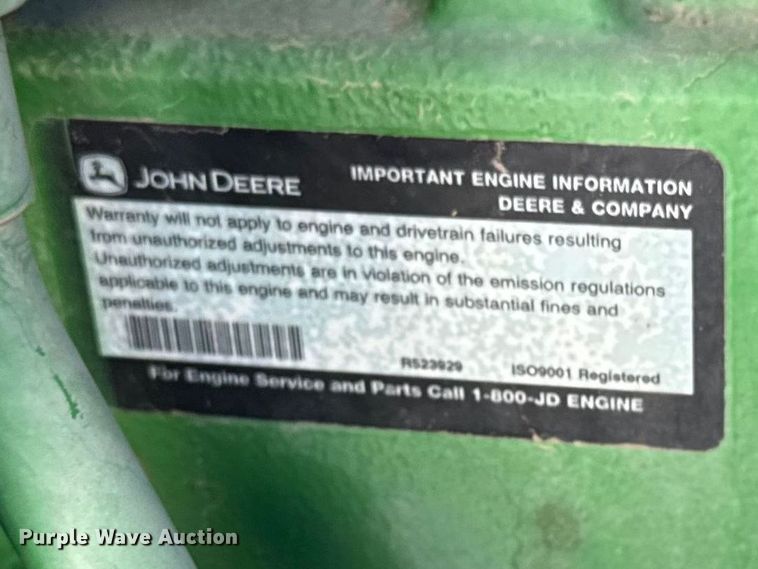 JOHN DEERE
IMPORTANT ENGINE INFORMATION
DEERE & COMPANY
Warranty will not apply to engine and drivetrain failures resulting
from unauthorized adjustments to this engine.
Unauthorized adjustments are in violation of the emission regulations
applicable to this engine and may result in substantial fines and
penalties.
R523929
ISO9001 Registered
For Engine Service and Parts Call 1-800-JD ENGINE
Purple Wave Auction